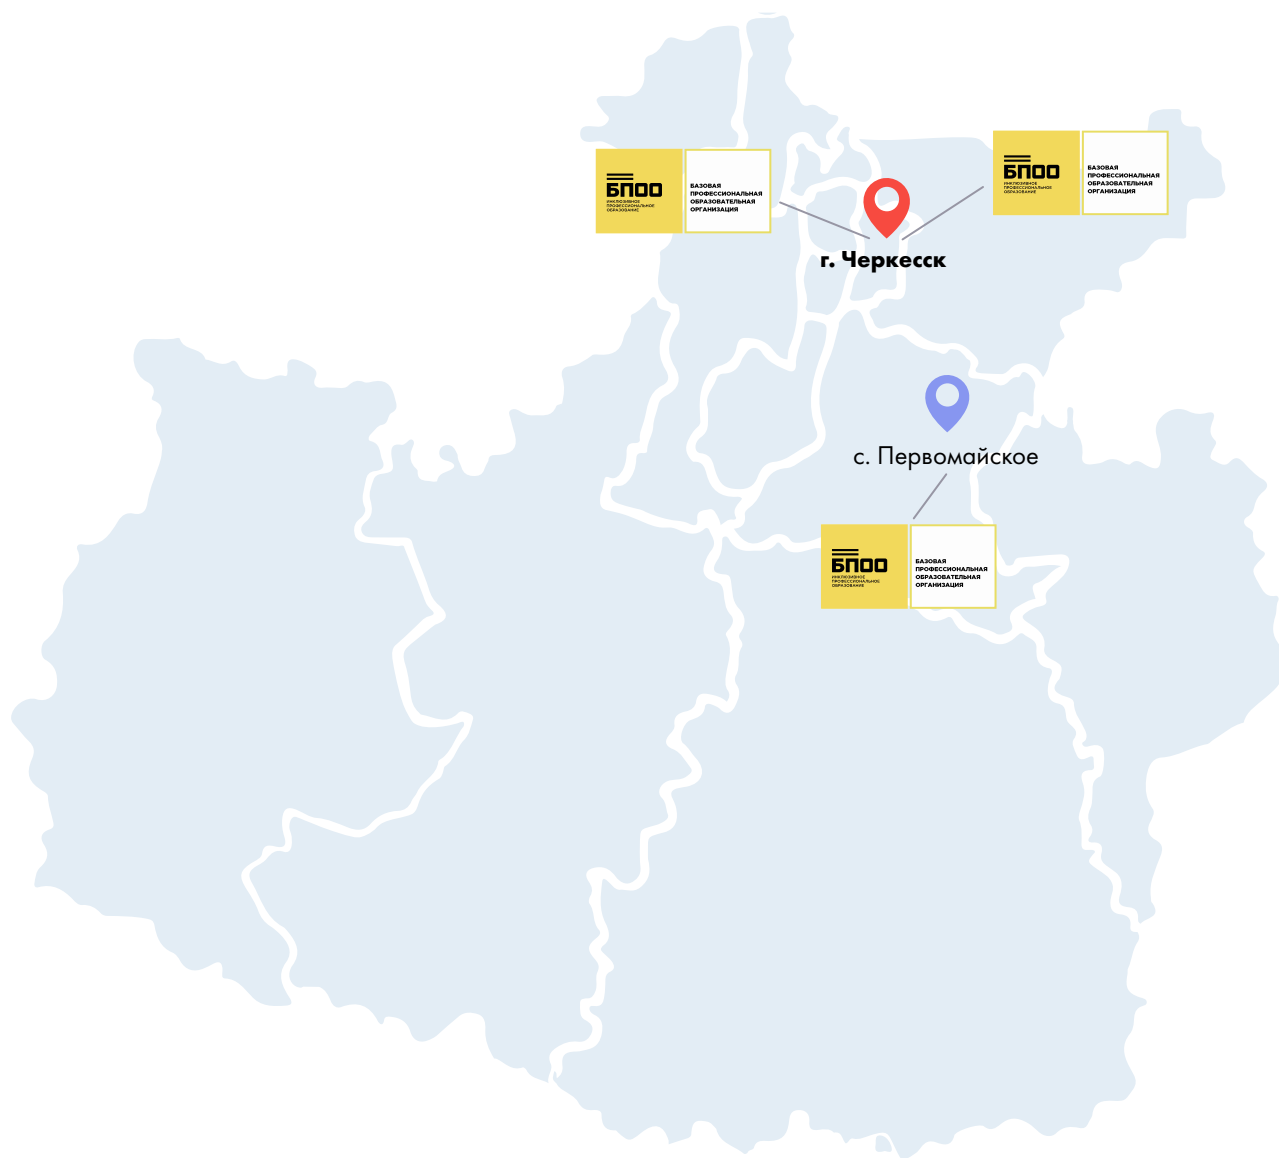 БПОО
ИНКЛЮЗИВНОЕ
ПРОФЕССИОНАЛЬНОЕ
ОБРАЗОВАНИЕ
БАЗОВАЯ
ПРОФЕССИОНАЛЬНАЯ
ОБРАЗОВАТЕЛЬНАЯ
ОРГАНИЗАЦИЯ
БПОО
ИНКЛЮЗИВНОЕ
ПРОФЕССИОНАЛЬНОЕ
ОБРАЗОВАНИЕ
БАЗОВАЯ
ПРОФЕССИОНАЛЬНАЯ
ОБРАЗОВАТЕЛЬНАЯ
ОРГАНИЗАЦИЯ
г. Черкесск
с. Первомайское
БПОО
ИНКЛЮЗИВНОЕ
ПРОФЕССИОНАЛЬНОЕ
ОБРАЗОВАНИЕ
БАЗОВАЯ
ПРОФЕССИОНАЛЬНАЯ
ОБРАЗОВАТЕЛЬНАЯ
ОРГАНИЗАЦИЯ